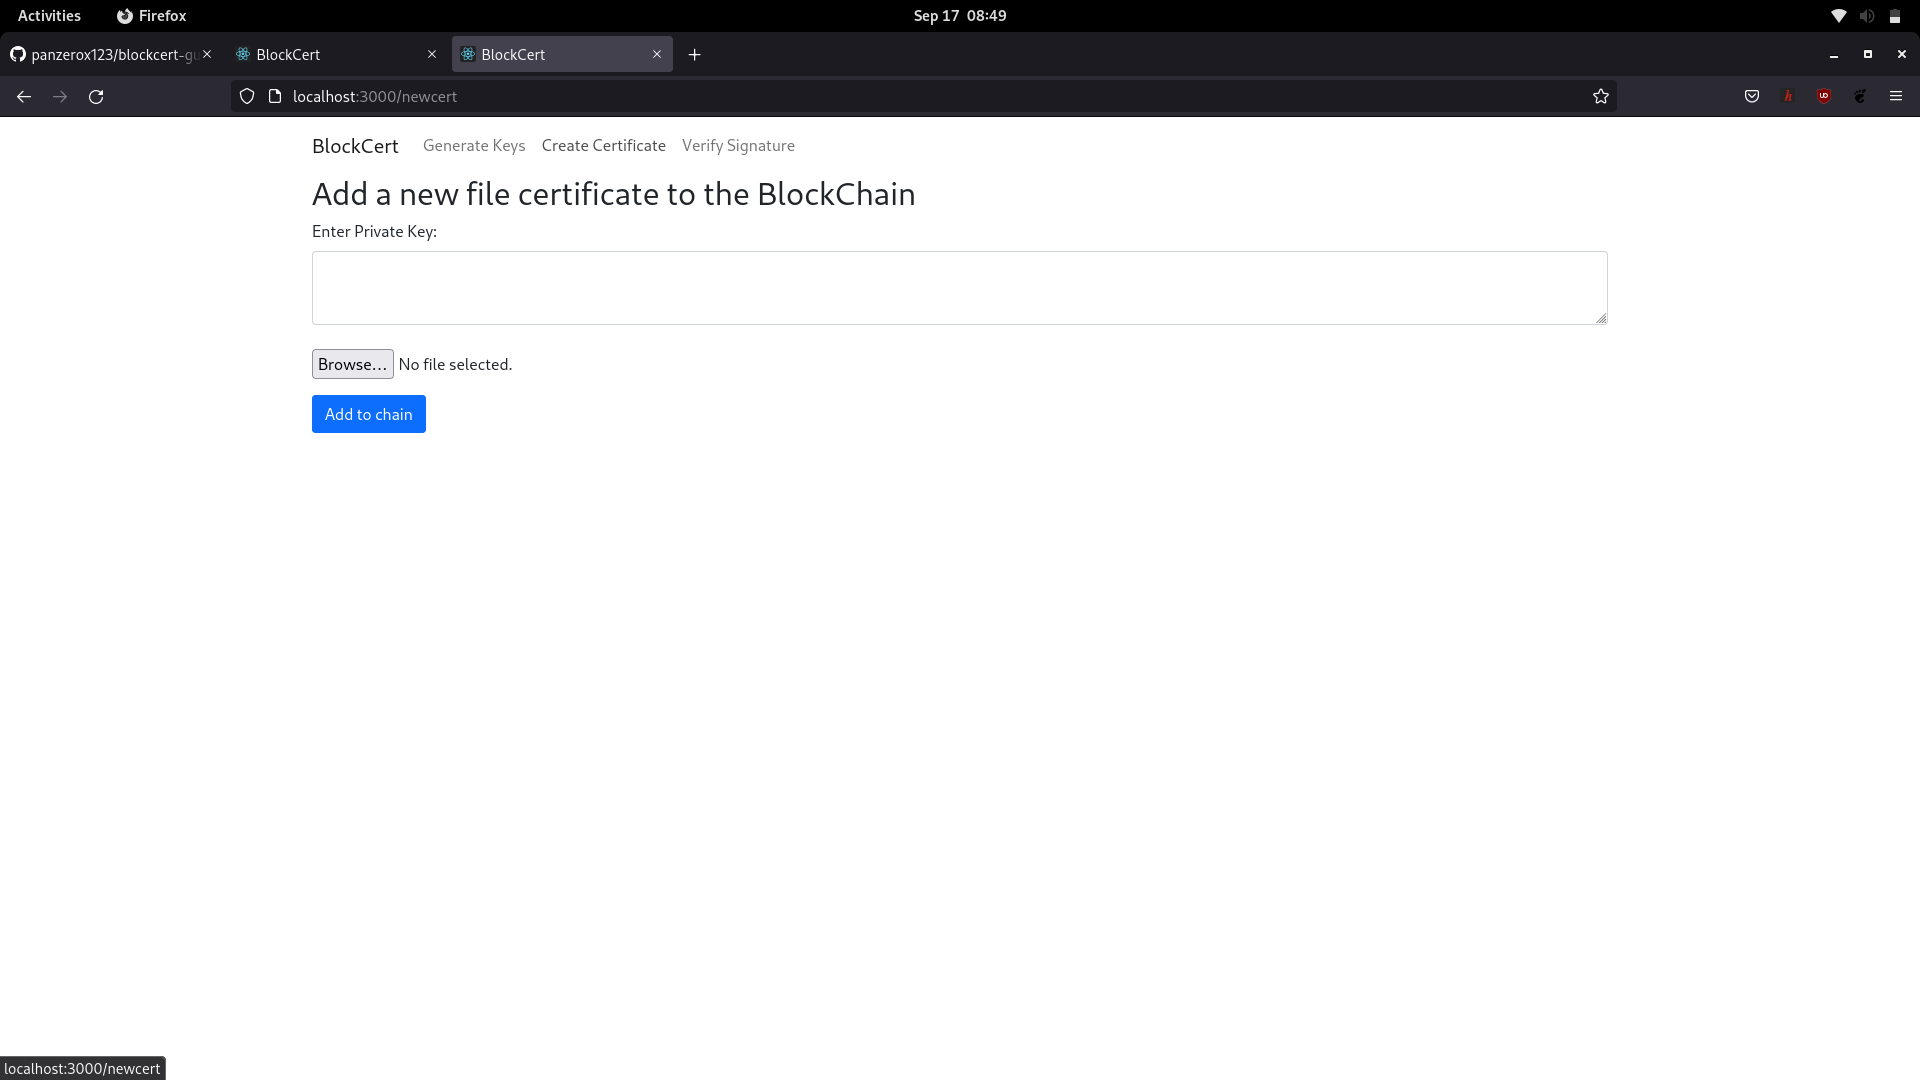 Activities Firefox Sep 17 08:49
panzerox123/blockcert-gu BlockCert BlockCert
localhost:3000/newcert
BlockCert Generate Keys Create Certificate Verify Signature
Add a new file certificate to the BlockChain
Enter Private Key:
Browse... No file selected.
Add to chain
localhost:3000/newcert